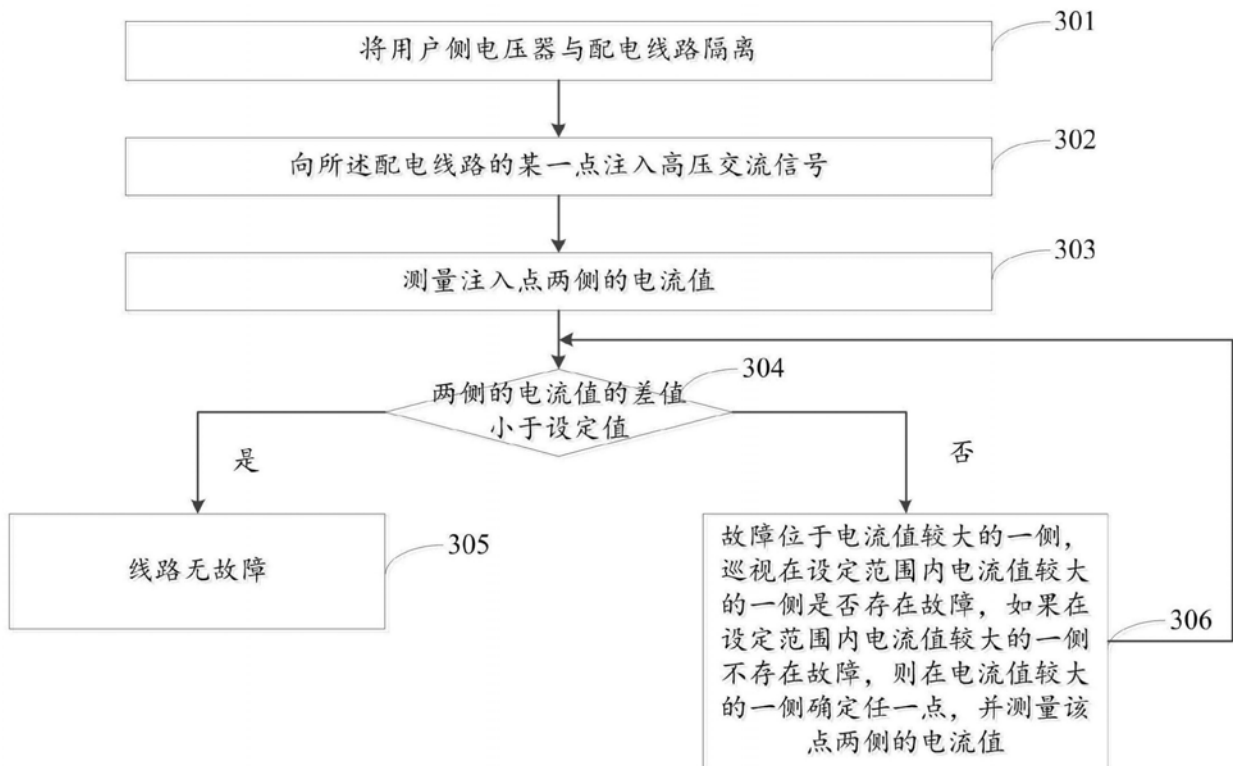 将用户侧电压器与配电线路隔离
301
向所述配电线路的某一点注入高压交流信号
302
测量注入点两侧的电流值
303
两侧的电流值的差值
小于设定值
304
是
否
线路无故障
305
故障位于电流值较大的一侧，
巡视在设定范围内电流值较大
的一侧是否存在故障，如果在
设定范围内电流值较大的一侧
不存在故障，则在电流值较大
的一侧确定任一点，并测量该
点两侧的电流值
306